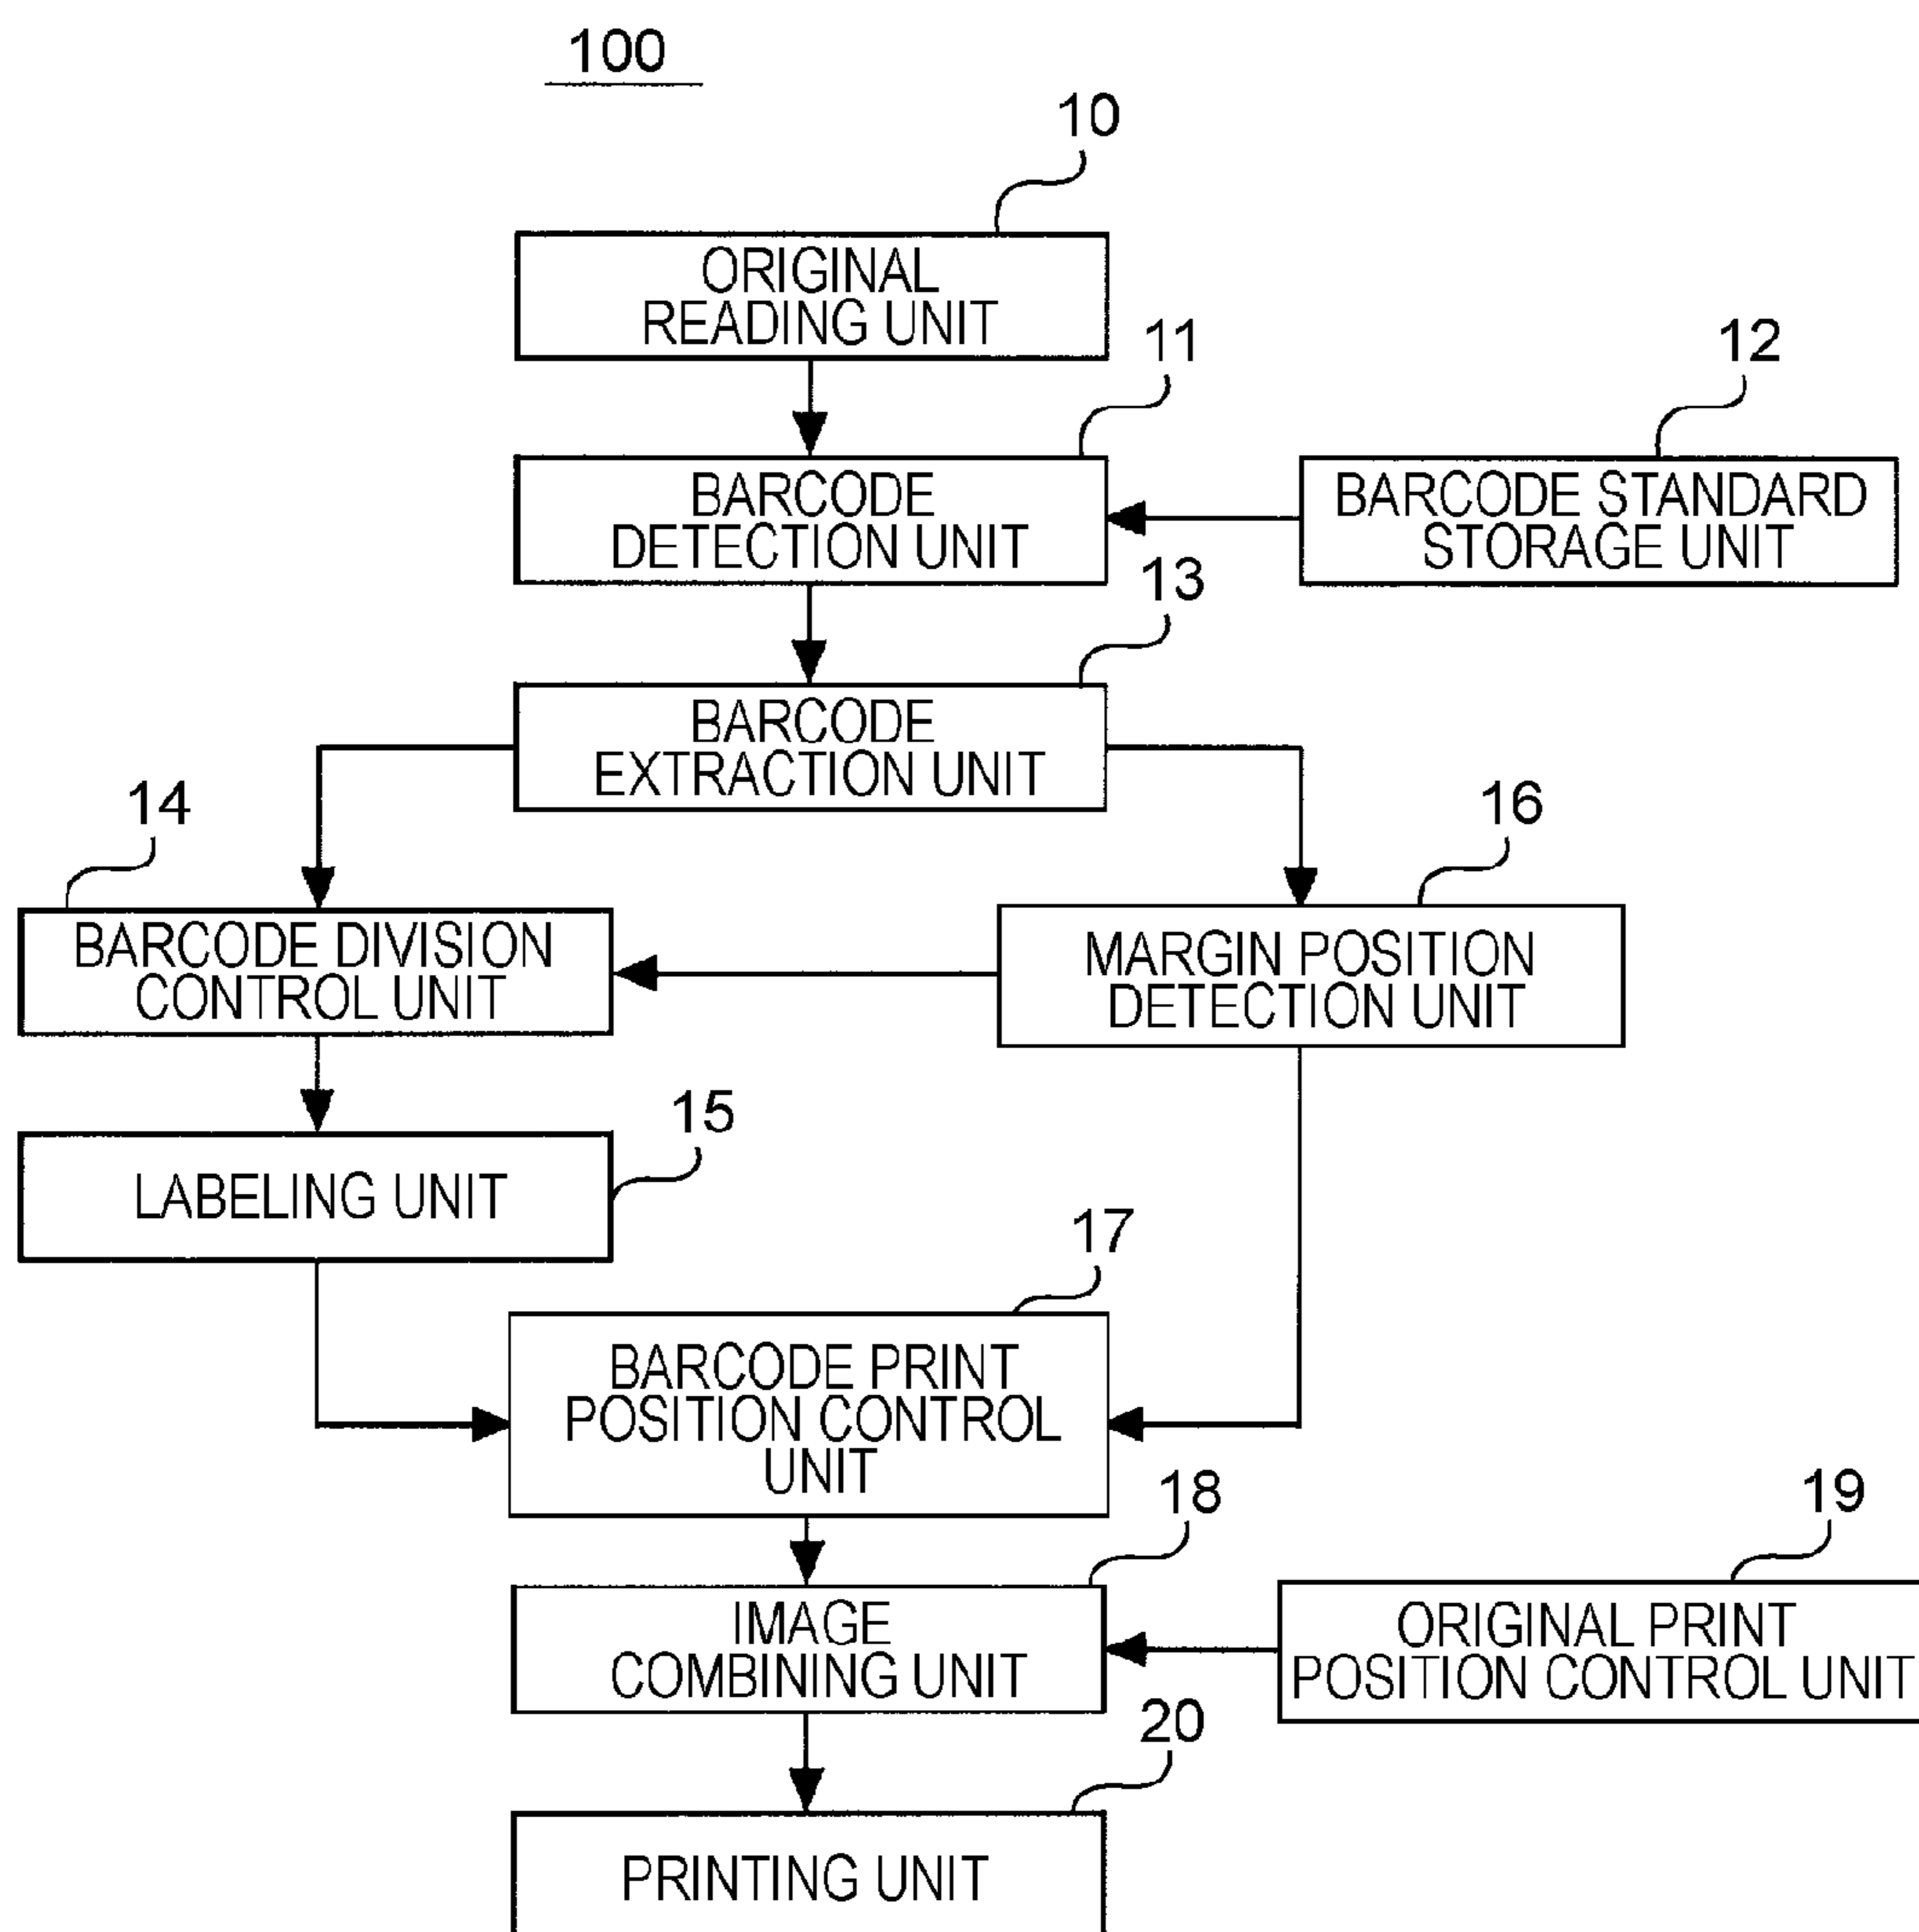 100
10
ORIGINAL
READING UNIT
11
12
BARCODE
DETECTION UNIT
BARCODE STANDARD
STORAGE UNIT
13
BARCODE
EXTRACTION UNIT
14
16
BARCODE DIVISION
CONTROL UNIT
MARGIN POSITION
DETECTION UNIT
15
LABELING UNIT
17
BARCODE PRINT
POSITION CONTROL
UNIT
18
19
IMAGE
COMBINING UNIT
ORIGINAL PRINT
POSITION CONTROL UNIT
20
PRINTING UNIT